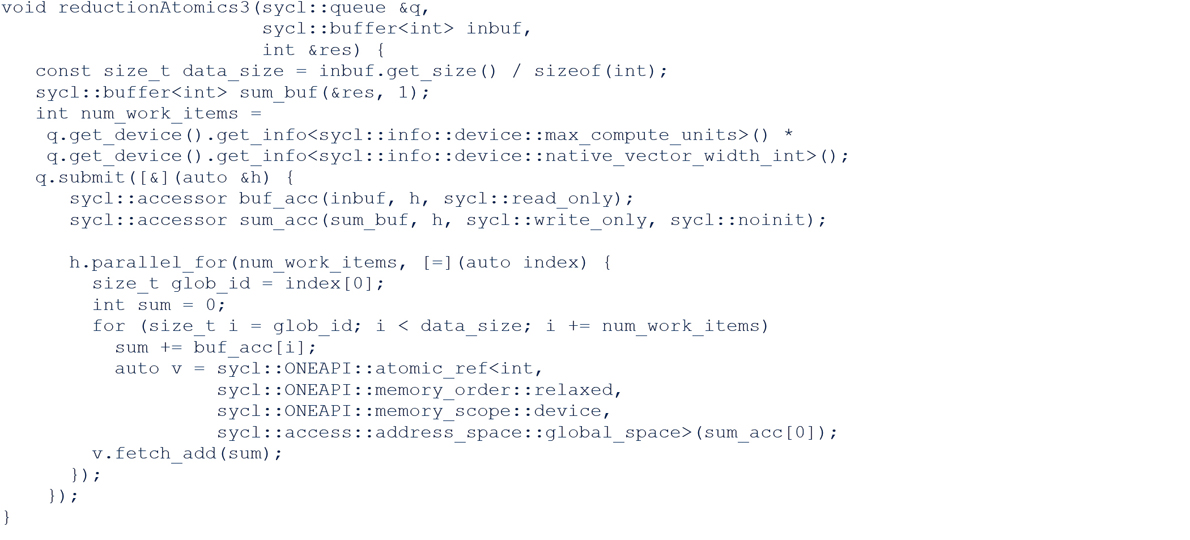 void reductionAtomics3(sycl::queue &q,
                       sycl::buffer<int> inbuf,
                       int &res) {
   const size_t data_size = inbuf.get_size() / sizeof(int);
   sycl::buffer<int> sum_buf(&res, 1);
   int num_work_items =
    q.get_device().get_info<sycl::info::device::max_compute_units>() *
    q.get_device().get_info<sycl::info::device::native_vector_width_int>();
   q.submit([&](auto &h) {
      sycl::accessor buf_acc(inbuf, h, sycl::read_only);
      sycl::accessor sum_acc(sum_buf, h, sycl::write_only, sycl::noinit);

      h.parallel_for(num_work_items, [=](auto index) {
        size_t glob_id = index[0];
        int sum = 0;
        for (size_t i = glob_id; i < data_size; i += num_work_items)
          sum += buf_acc[i];
          auto v = sycl::ONEAPI::atomic_ref<int,
                   sycl::ONEAPI::memory_order::relaxed,
                   sycl::ONEAPI::memory_scope::device,
                   sycl::access::address_space::global_space>(sum_acc[0]);
        v.fetch_add(sum);
      });
    });
}